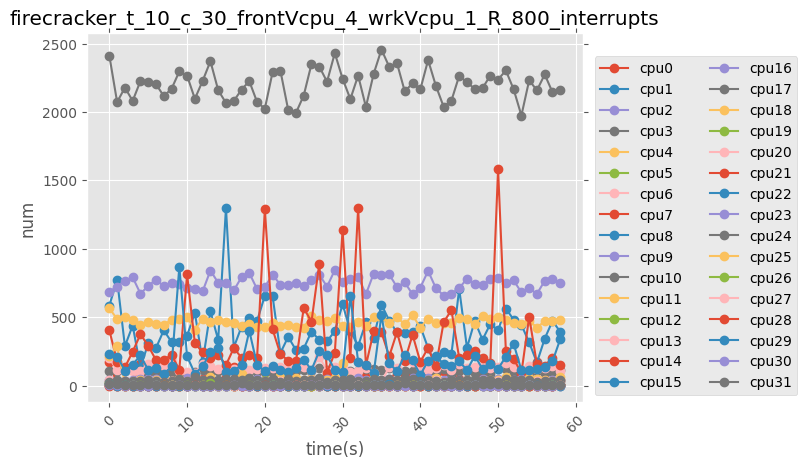 firecracker_t_10_c_30_frontVcpu_4_wrkVcpu_1_R_800_interrupts
num
2500
2000
1500
1000
500
0
0
10
20
30
40
50
60
time(s)
cpu0
cpu1
cpu2
cpu3
cpu4
cpu5
cpu6
cpu7
cpu8
cpu9
cpu10
cpu11
cpu12
cpu13
cpu14
cpu15
cpu16
cpu17
cpu18
cpu19
cpu20
cpu21
cpu22
cpu23
cpu24
cpu25
cpu26
cpu27
cpu28
cpu29
cpu30
cpu31